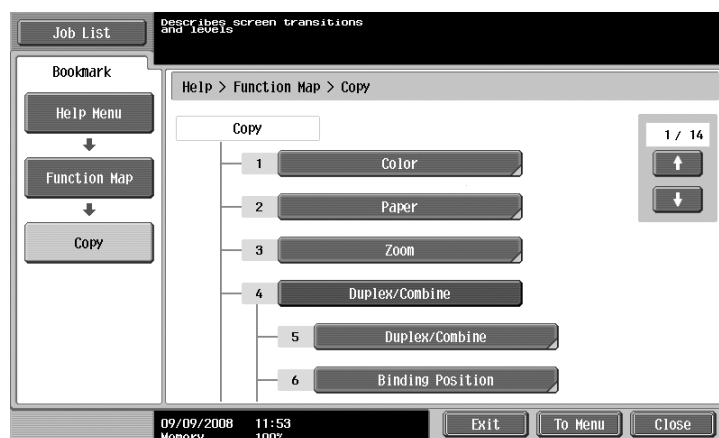 Job List
Describes screen transitions
and levels
Bookmark
Help Menu
Function Map
Copy
Help > Function Map > Copy
Copy
1 Color
2 Paper
3 Zoom
4 Duplex/Combine
5 Duplex/Combine
6 Binding Position
1/ 14
09/09/2008 11:53
Memory 100%
Exit
To Menu
Close